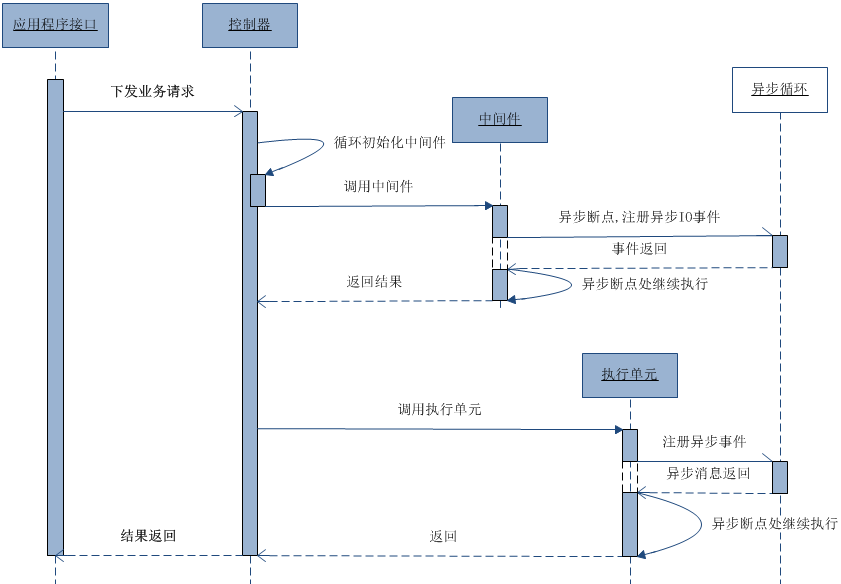 应用程序接口
控制器
异步循环
下发业务请求
中间件
循环初始化中间件
调用中间件
异步断点,注册异步IO事件
事件返回
返回结果
异步断点处继续执行
执行单元
调用执行单元
注册异步事件
异步消息返回
异步断点处继续执行
结果返回
返回